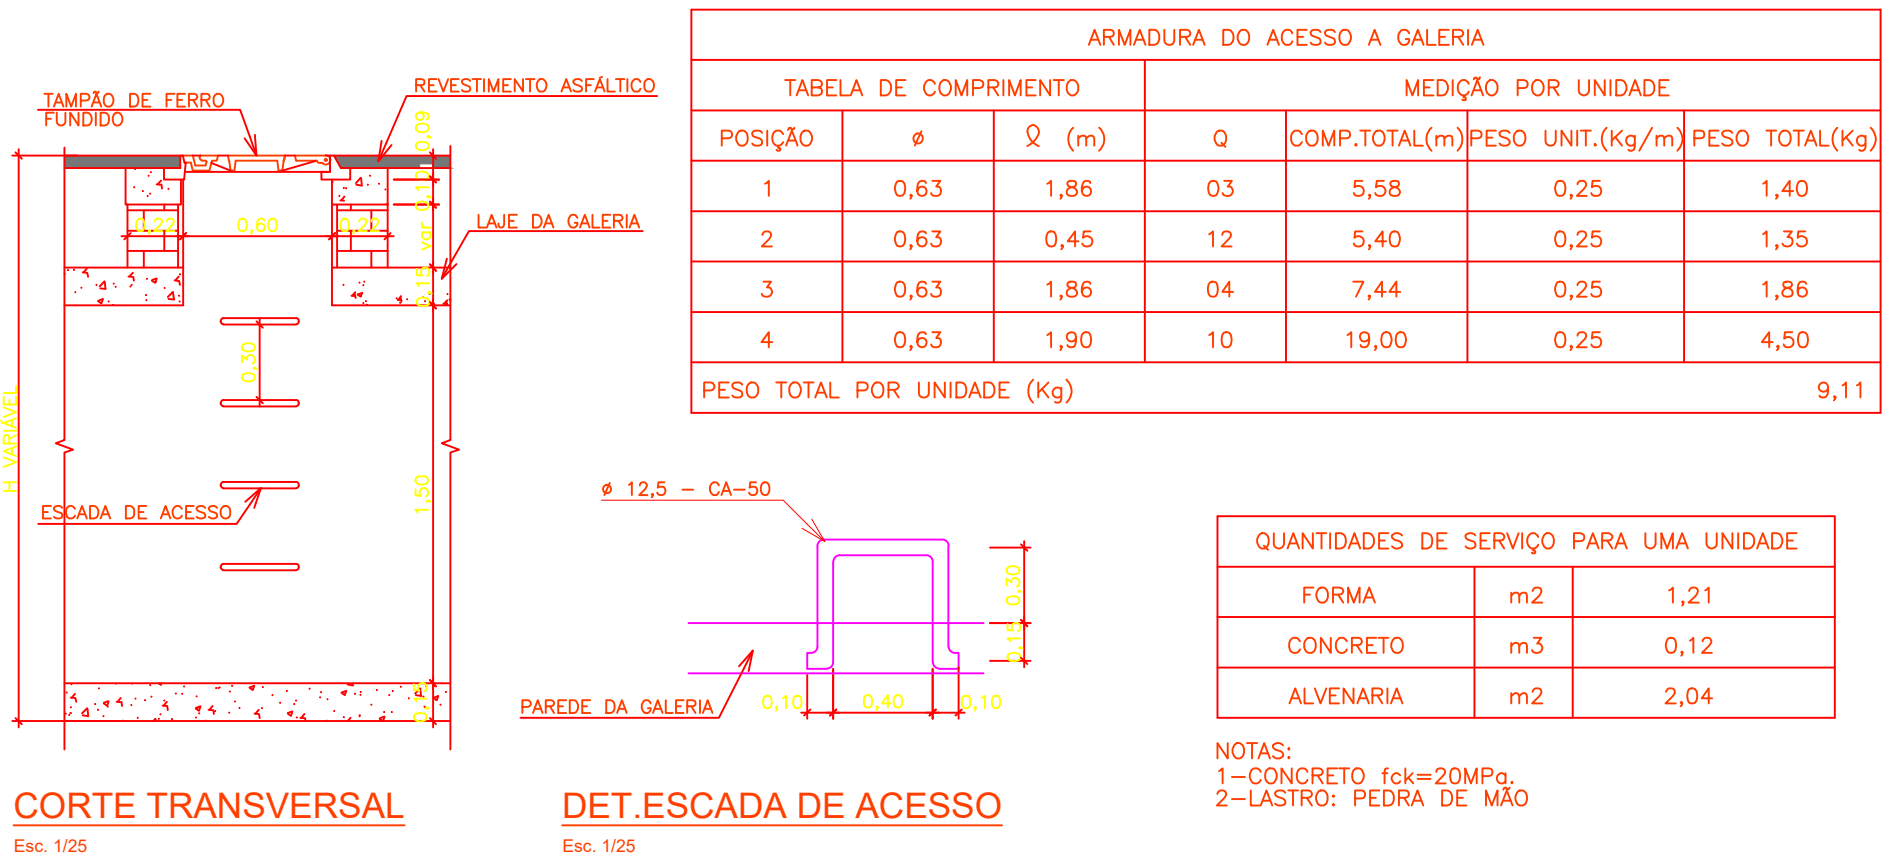 ARMADURA DO ACESSO A GALERIA
TABELA DE COMPRIMENTO MEDIÇÃO POR UNIDADE
POSIÇÃO ø ℓ (m) Q COMP.TOTAL(m) PESO UNIT.(Kg/m) PESO TOTAL(Kg)
1 0,63 1,86 03 5,58 0,25 1,40
2 0,63 0,45 12 5,40 0,25 1,35
3 0,63 1,86 04 7,44 0,25 1,86
4 0,63 1,90 10 19,00 0,25 4,50
PESO TOTAL POR UNIDADE (Kg) 9,11
REVESTIMENTO ASFÁLTICO
TAMPÃO DE FERRO
FUNDIDO
0,09
0,10
0,22 0,60 0,22
var
LAJE DA GALERIA
0,15
0,30
H VARIÁVEL
1,50
ESCADA DE ACESSO
0,15
CORTE TRANSVERSAL
Esc. 1/25
ø 12,5 - CA-50
0,30
0,15
PAREDE DA GALERIA
0,10 0,40 0,10
DET.ESCADA DE ACESSO
Esc. 1/25
QUANTIDADES DE SERVIÇO PARA UMA UNIDADE
FORMA m2 1,21
CONCRETO m3 0,12
ALVENARIA m2 2,04
NOTAS:
1-CONCRETO fck=20MPa.
2-LASTRO: PEDRA DE MÃO